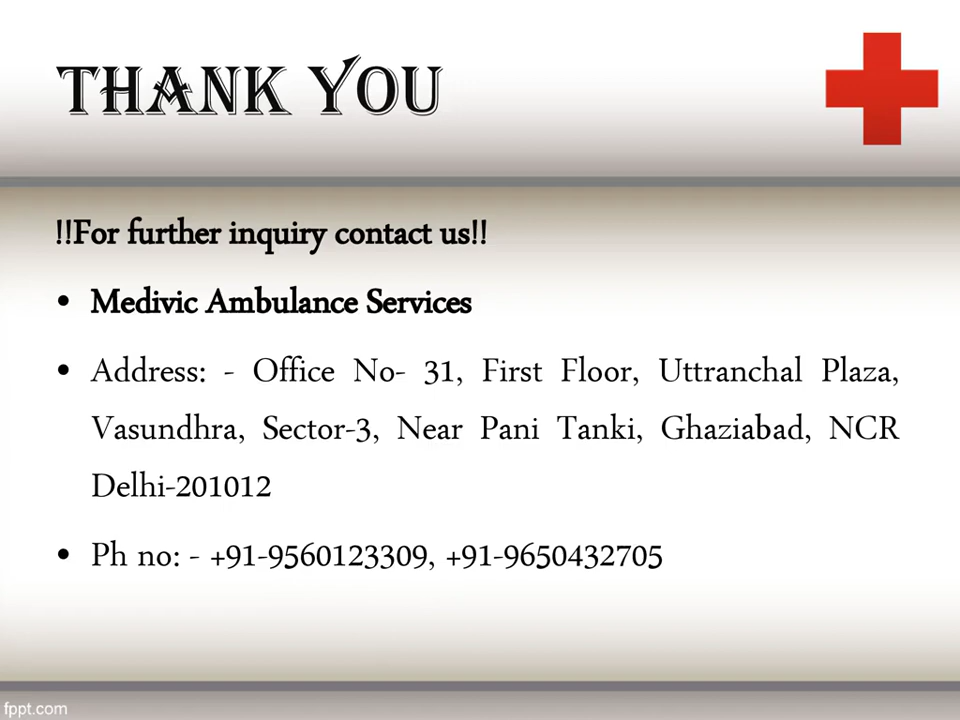 THANK YOU
!!For further inquiry contact us!!
• Medivic Ambulance Services
• Address: - Office No- 31, First Floor, Uttranchal Plaza,
Vasundhra, Sector-3, Near Pani Tanki, Ghaziabad, NCR
Delhi-201012
• Ph no: - +91-9560123309, +91-9650432705
fppt.com